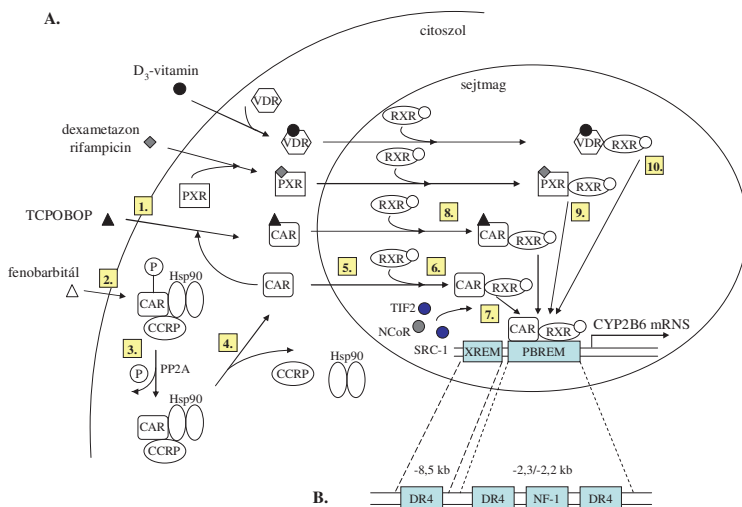 A.
citoszol
D₃-vitamin
VDR
sejtmag
RXR
VDR
VDR
RXR
dexametazon
rifampicin
RXR
10.
PXR
PXR
PXR
RXR
1.
9.
TCPOBOP
RXR
8.
CAR
CAR
RXR
fenobarbitál
2.
P
Hsp90
CAR
CCRP
CAR
5.
RXR
6.
CAR
RXR
TIF2
7.
NCoR
SRC-1
CAR
RXR
CYP2B6 mRNS
3.
4.
P
PP2A
XREM
PBREM
CCRP
Hsp90
Hsp90
CAR
CCRP
-8,5 kb
-2,3/-2,2 kb
B.
DR4
DR4
NF-1
DR4